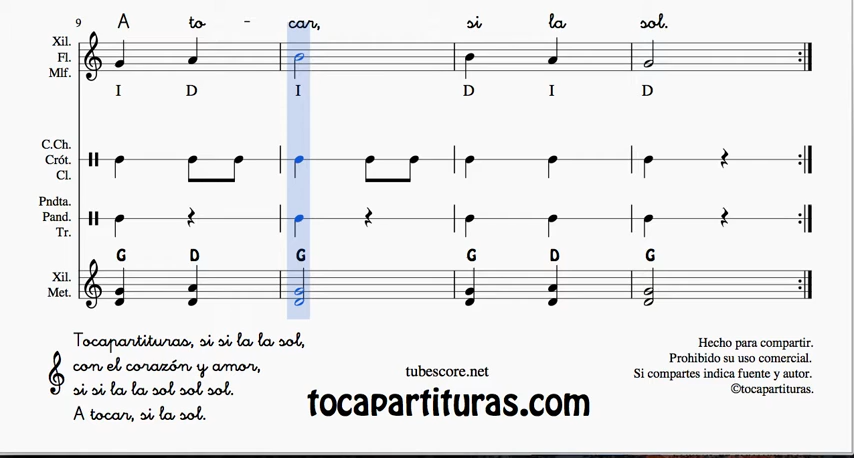 9 A to - car, si la sol.
Xil.
Fl.
Mlf.
I D I D I D
C.Ch.
Crót.
Cl.
Pndta.
Pand.
Tr.
G D G G D G
Xil.
Met.
Tocapartituras, si si la la sol,
con el corazón y amor,
si si la la sol sol sol.
A tocar, si la sol.
tubescore.net
tocapartituras.com
Hecho para compartir.
Prohibido su uso comercial.
Si compartes indica fuente y autor.
©tocapartituras.